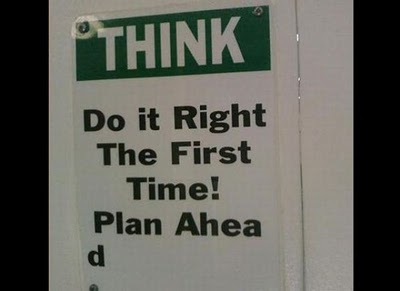 THINK
Do it Right
The First
Time!
Plan Ahea
d